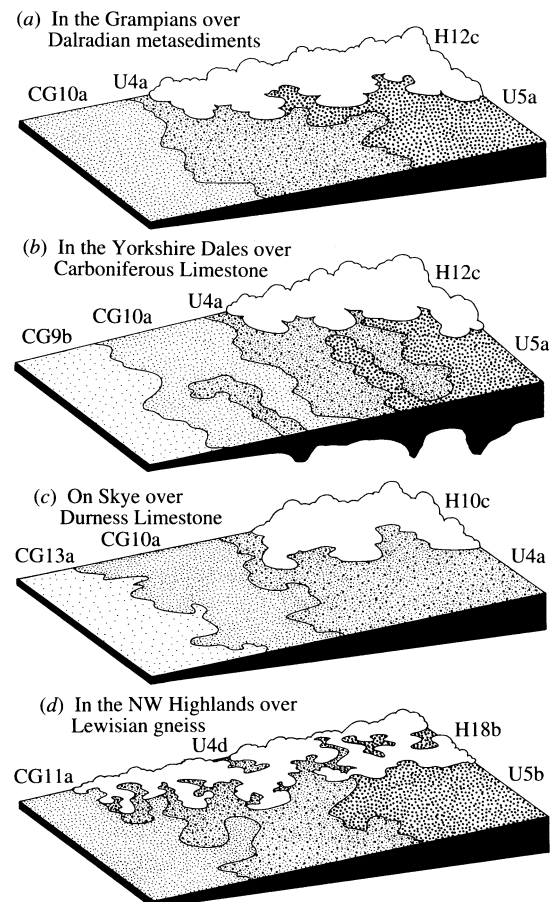 (a) In the Grampians over
Dalradian metasediments
H12c
U4a
CG10a
U5a
(b) In the Yorkshire Dales over
Carboniferous Limestone
H12c
U4a
CG10a
CG9b
U5a
(c) On Skye over
Durness Limestone
H10c
CG10a
CG13a
U4a
(d) In the NW Highlands over
Lewisian gneiss
H18b
U4d
CG11a
U5b